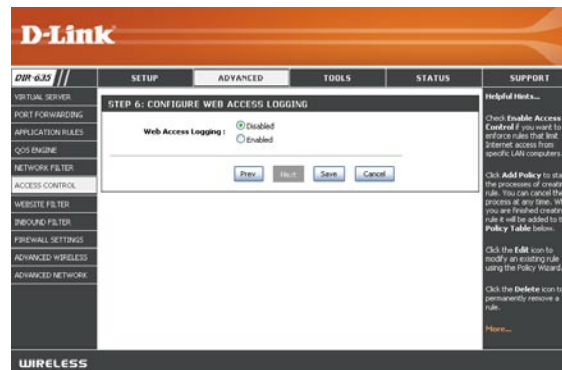 D-Link
DIR-635
SETUP
ADVANCED
TOOLS
STATUS
SUPPORT
VIRTUAL SERVER
PORT FORWARDING
APPLICATION RULES
QOS ENGINE
NETWORK FILTER
ACCESS CONTROL
WEBSITE FILTER
INBOUND FILTER
FIREWALL SETTINGS
ADVANCED WIRELESS
ADVANCED NETWORK
STEP 6: CONFIGURE WEB ACCESS LOGGING
Web Access Logging :
Disabled
Enabled
Prev
Next
Save
Cancel
Helpful Hints...
Check Enable Access
Control if you want to
enforce rules that limit
Internet access from
specific LAN computers.
Click Add Policy to
the processes of
rule. You can cancel the
process at any time.
you are finished
rule it will be added to
Policy Table below.
Click the Edit icon to
modify an existing rule
using the Policy Wizard.
Click the Delete icon to
permanently remove a
rule.
More...
WIRELESS